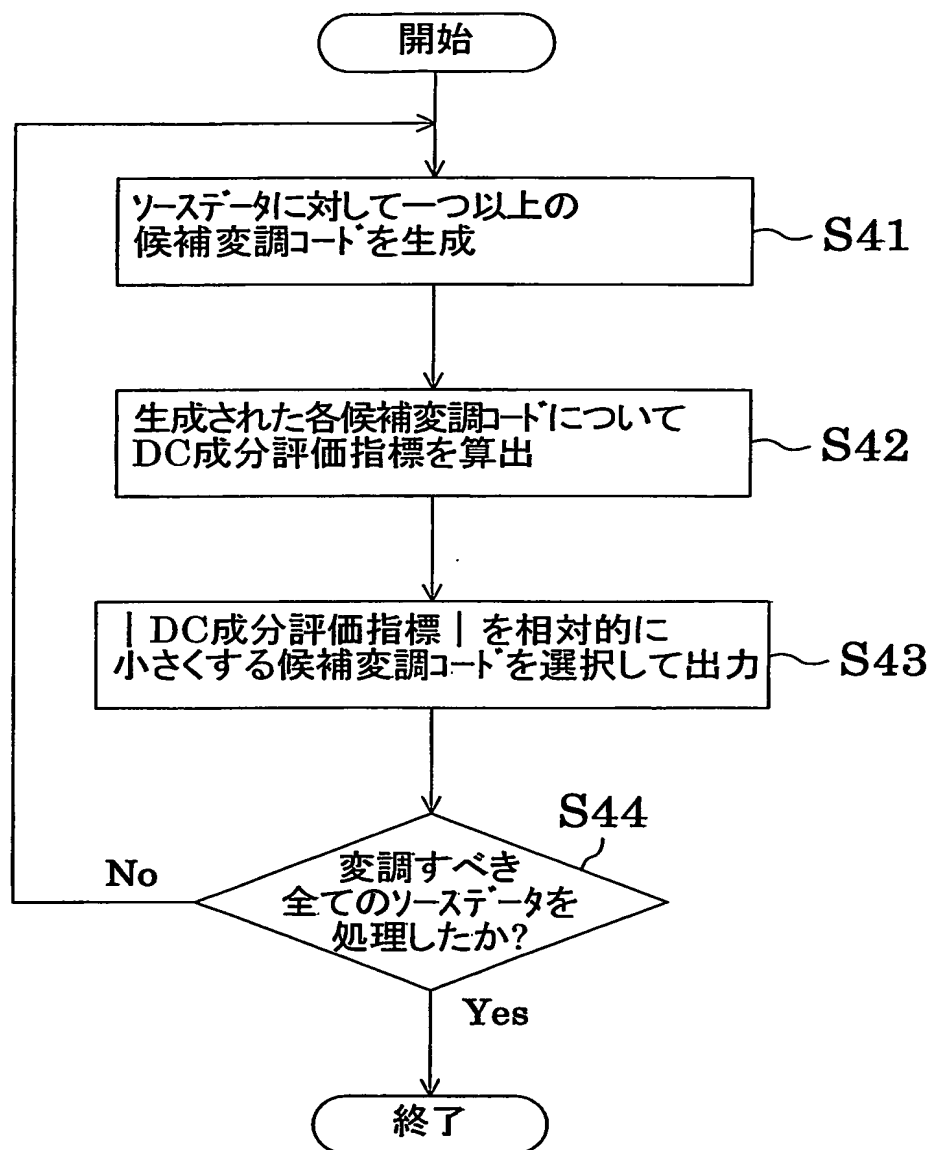 開始
ソースデータに対して一つ以上の
候補変調コードを生成
S41
生成された各候補変調コードについて
DC成分評価指標を算出
S42
| DC成分評価指標 | を相対的に
小さくする候補変調コードを選択して出力
S43
S44
変調すべき
全てのソースデータを
処理したか?
No
Yes
終了